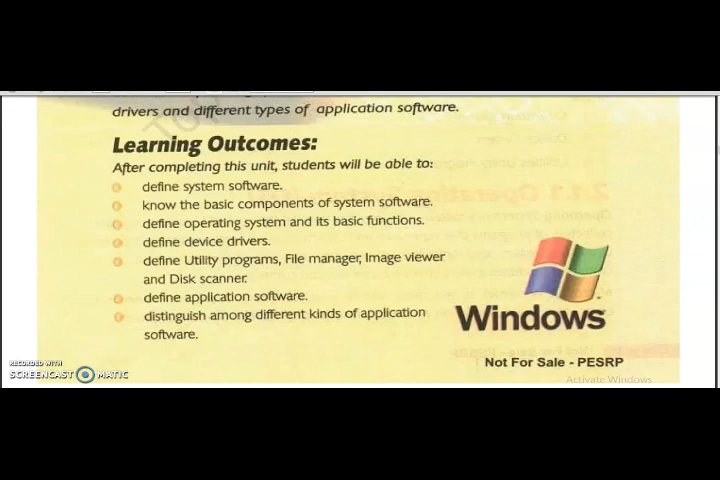 drivers and different types of application software.
Learning Outcomes:
After completing this unit, students will be able to:
define system software.
know the basic components of system software.
define operating system and its basic functions.
define device drivers.
define Utility programs, File manager, Image viewer
and Disk scanner.
define application software.
distinguish among different kinds of application
software.
Windows
Not For Sale - PESRP
Activate Windows
RECORDED WITH
SCREENCAST MATIC